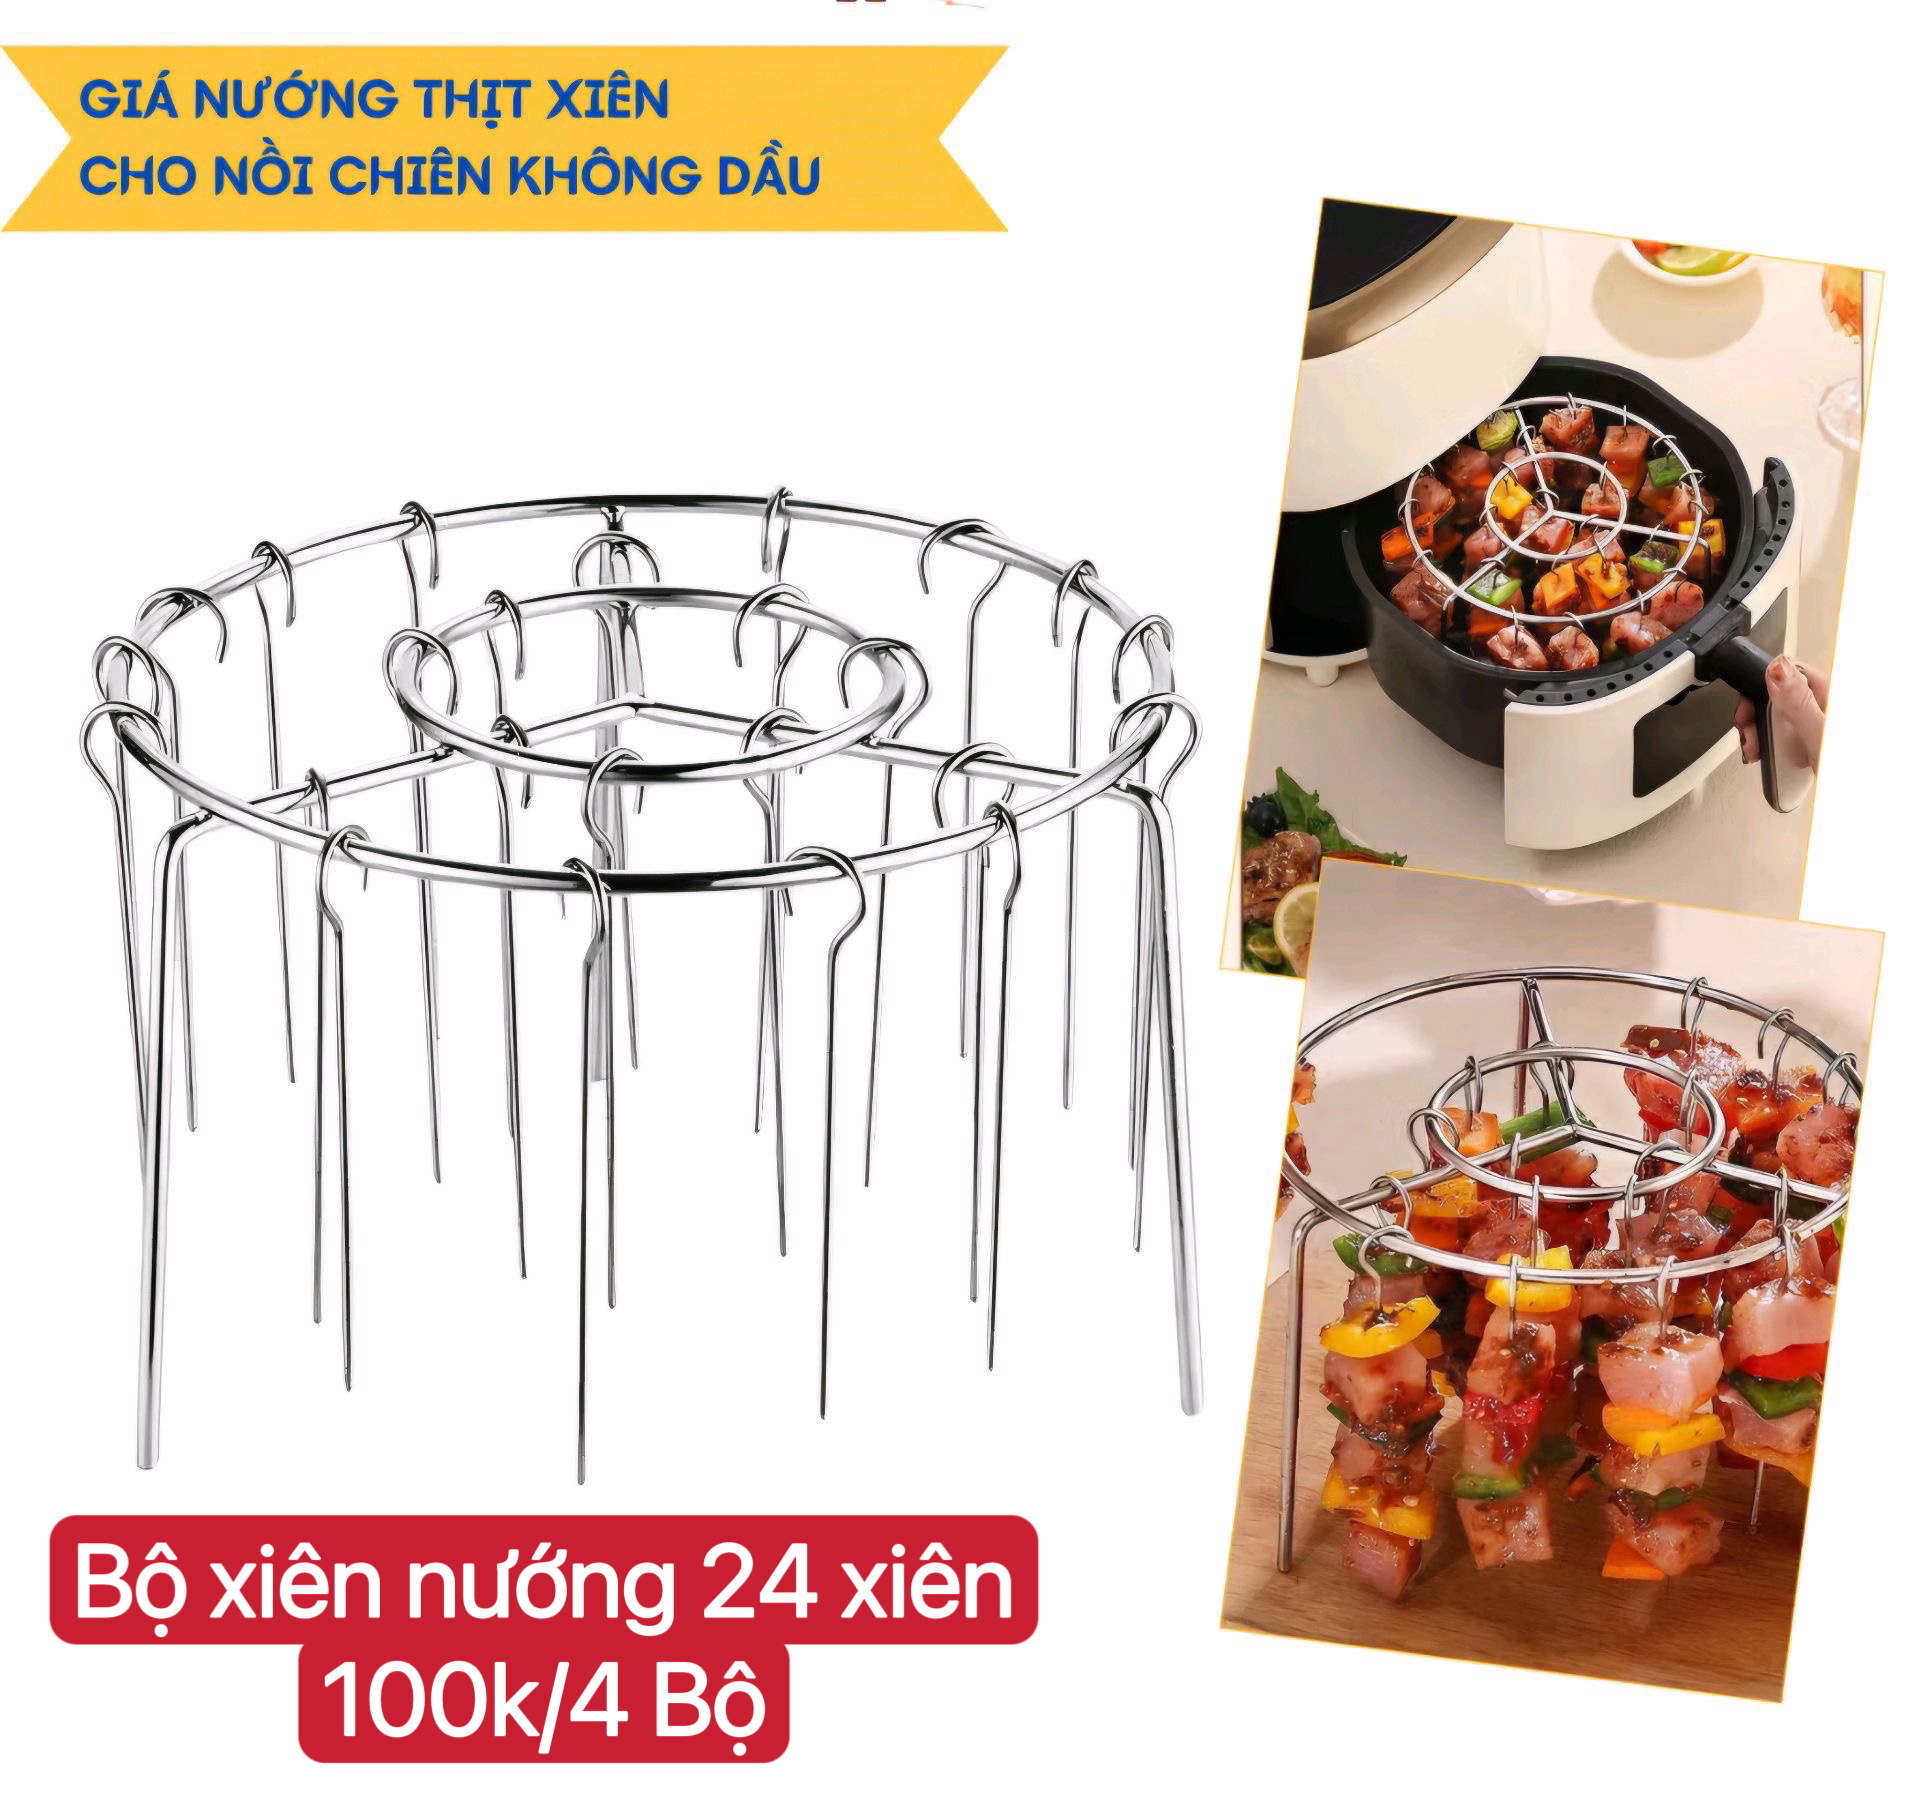 GIÁ NƯỚNG THỊT XIÊN
CHO NỒI CHIÊN KHÔNG DẦU
Bộ xiên nướng 24 xiên
100k/4 Bộ